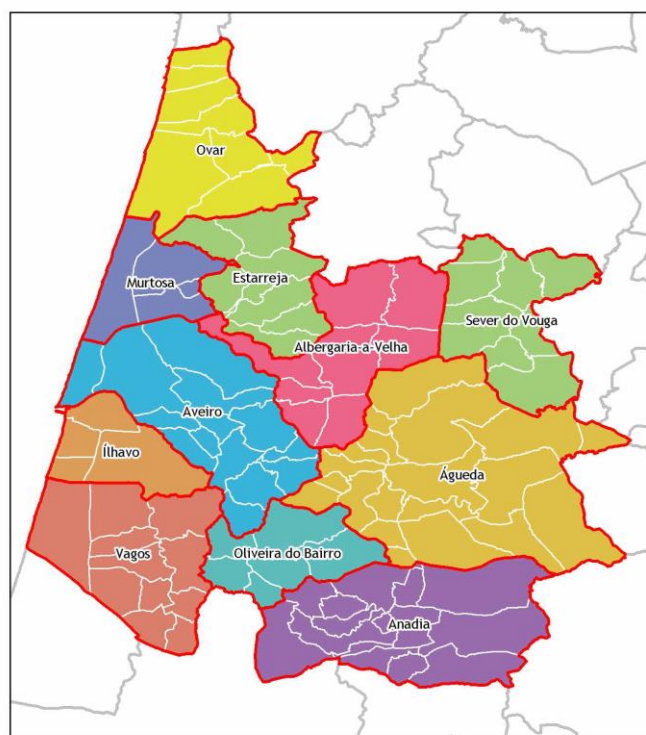 Ovar
Murtosa
Estarreja
Sever do Vouga
Albergaria-a-Velha
Aveiro
Ílhavo
Águeda
Vagos
Oliveira do Bairro
Anadia